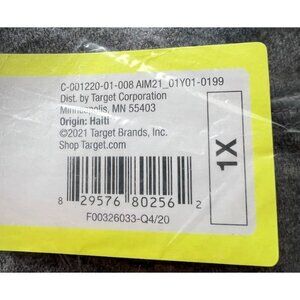 C-001220-01-008 AIM21_01Y01-0199
Dist. by Target Corporation
Minneapolis, MN 55403
Origin: Haiti
©2021 Target Brands, Inc.
Shop Target.com
1X
8 29576 80256 2
F00326033-Q4/20